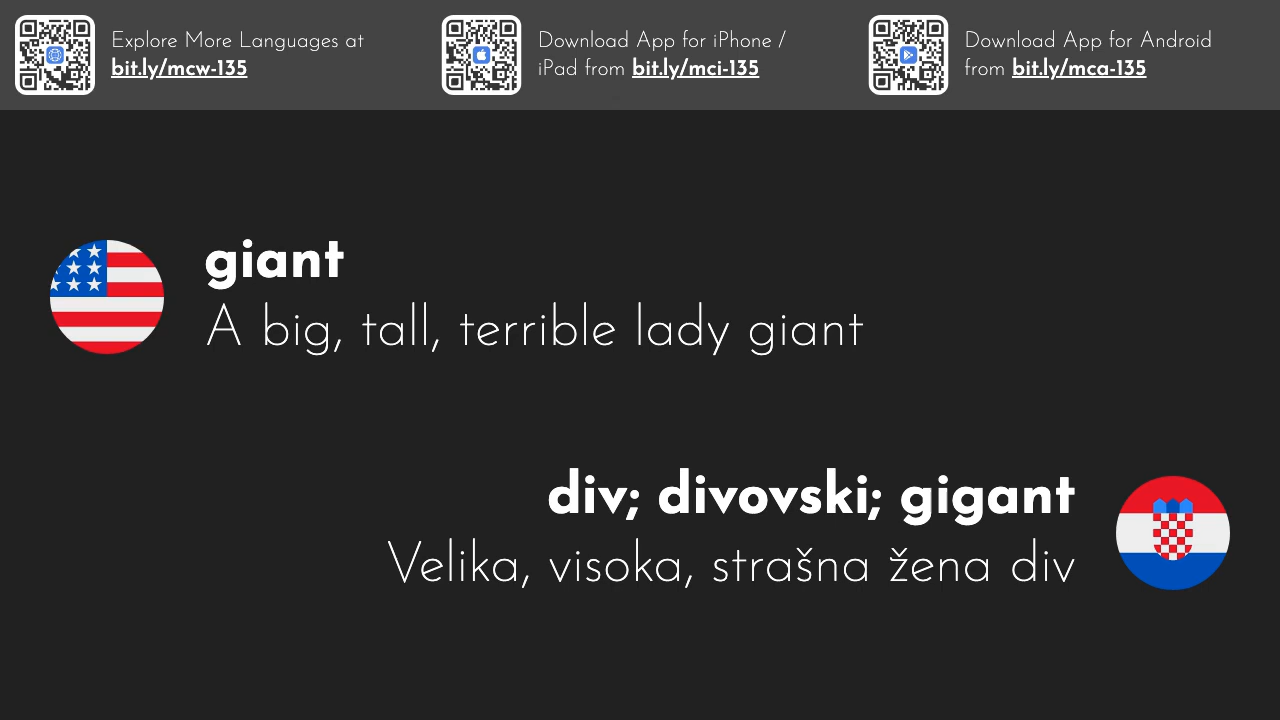 Explore More Languages at
bit.ly/mcw-135
Download App for iPhone /
iPad from bit.ly/mci-135
Download App for Android
from bit.ly/mca-135
giant
A big, tall, terrible lady giant
div; divovski; gigant
Velika, visoka, strašna žena div